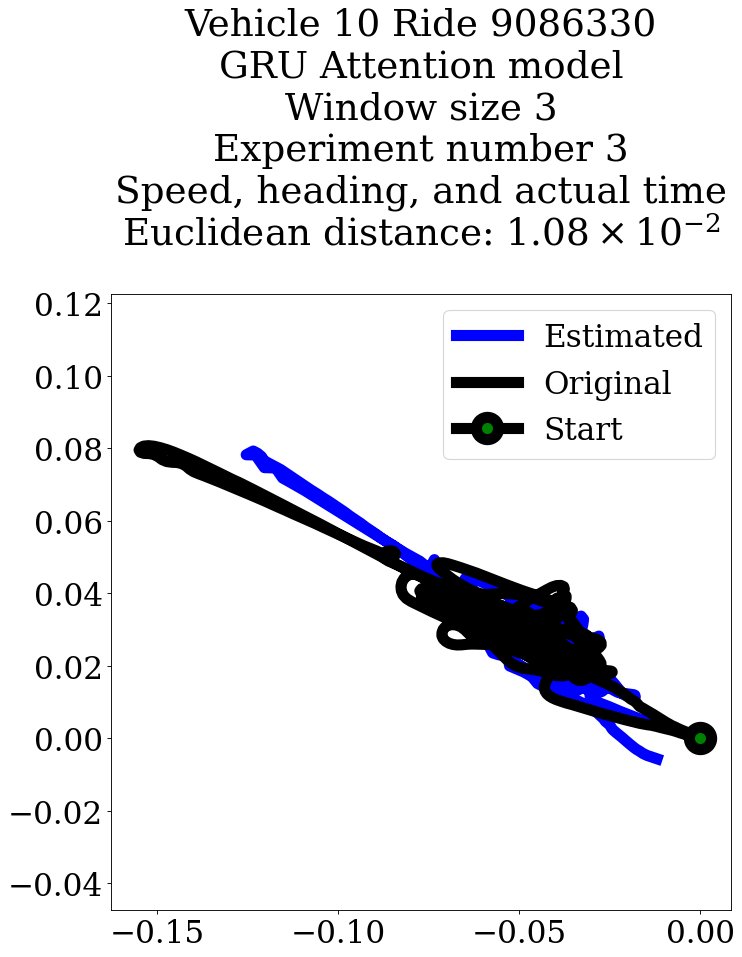 Vehicle 10 Ride 9086330
GRU Attention model
Window size 3
Experiment number 3
Speed, heading, and actual time
Euclidean distance: 1.08 × 10⁻²
0.12
0.10
0.08
0.06
0.04
0.02
0.00
−0.02
−0.04
Estimated
Original
Start
−0.15
−0.10
−0.05
0.00